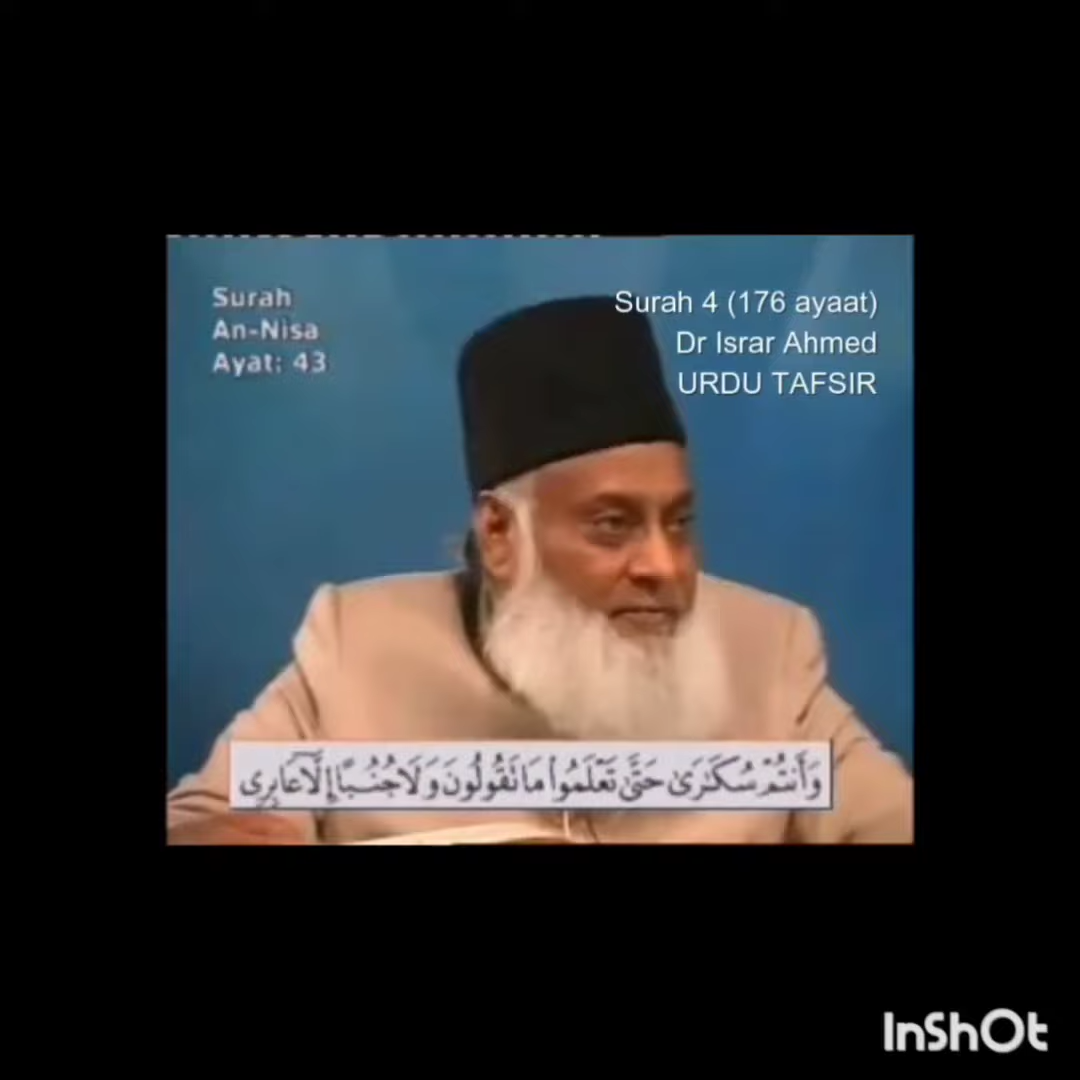 Surah
An-Nisa
Ayat: 43
Surah 4 (176 ayaat)
Dr Israr Ahmed
URDU TAFSIR
وَأَنتُمْ سُكَـٰرَىٰ حَتَّىٰ تَعْلَمُوا۟ مَا تَقُولُونَ وَلَا جُنُبًا إِلَّا عَابِرِى
InShOt